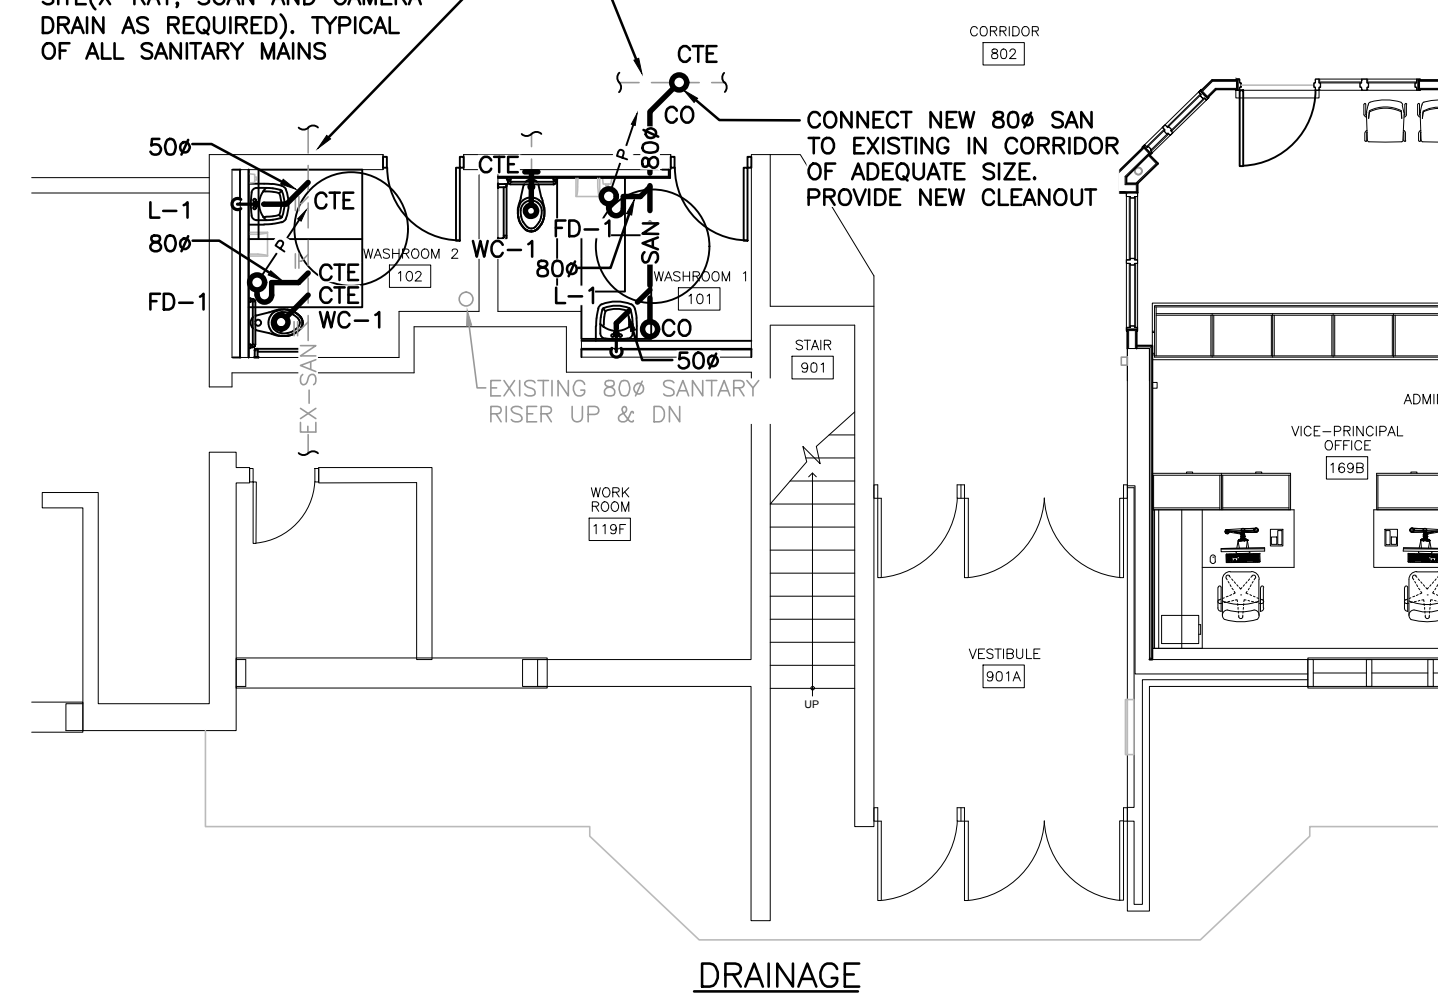 SITE(X-RAY, SCAN AND CAMERA
DRAIN AS REQUIRED). TYPICAL
OF ALL SANITARY MAINS
CTE
CO
80ø
P
SAN
CONNECT NEW 80ø SAN
TO EXISTING IN CORRIDOR
OF ADEQUATE SIZE.
PROVIDE NEW CLEANOUT
CORRIDOR
802
50ø
L-1
80ø
FD-1
CTE
P
CTE
CTE
WC-1
WASHROOM 2
102
CTE
WC-1
FD-1
80ø
L-1
WASHROOM 1
101
CO
50ø
EX-SAN
EXISTING 80ø SANTARY
RISER UP & DN
STAIR
901
WORK
ROOM
119F
UP
VESTIBULE
901A
ADMI
VICE-PRINCIPAL
OFFICE
169B
DRAINAGE